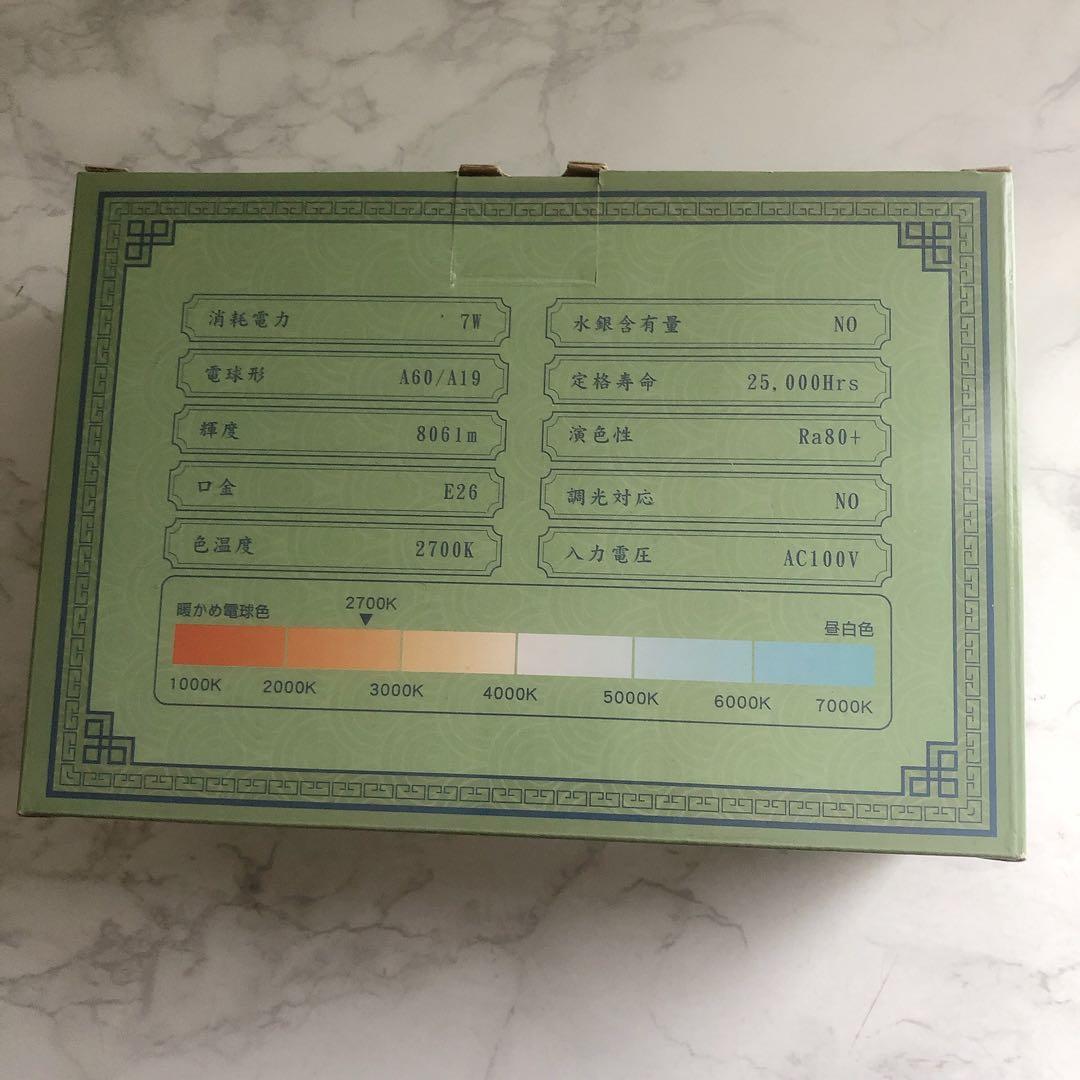 消耗電力 7W
電球形 A60/A19
輝度 806lm
口金 E26
色温度 2700K
水銀含有量 NO
定格寿命 25,000Hrs
演色性 Ra80+
調光対応 NO
入力電圧 AC100V
暖かめ電球色 2700K 昼白色
1000K 2000K 3000K 4000K 5000K 6000K 7000K